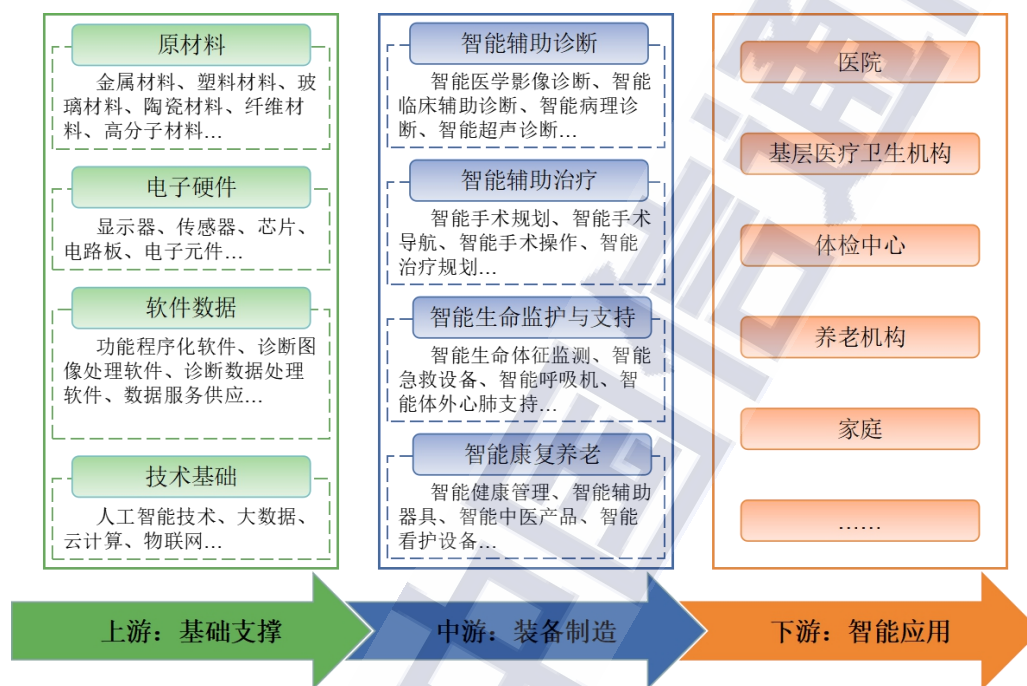 原材料
金属材料、塑料材料、玻
璃材料、陶瓷材料、纤维材
料、高分子材料…
电子硬件
显示器、传感器、芯片、
电路板、电子元件…
软件数据
功能程序化软件、诊断图
像处理软件、诊断数据处理
软件、数据服务供应…
技术基础
人工智能技术、大数据、
云计算、物联网…
智能辅助诊断
智能医学影像诊断、智能
临床辅助诊断、智能病理诊
断、智能超声诊断…
智能辅助治疗
智能手术规划、智能手术
导航、智能手术操作、智能
治疗规划…
智能生命监护与支持
智能生命体征监测、智能
急救设备、智能呼吸机、智
能体外心肺支持…
智能康复养老
智能健康管理、智能辅助
器具、智能中医产品、智能
看护设备…
医院
基层医疗卫生机构
体检中心
养老机构
家庭
……
上游：基础支撑
中游：装备制造
下游：智能应用
中国信通